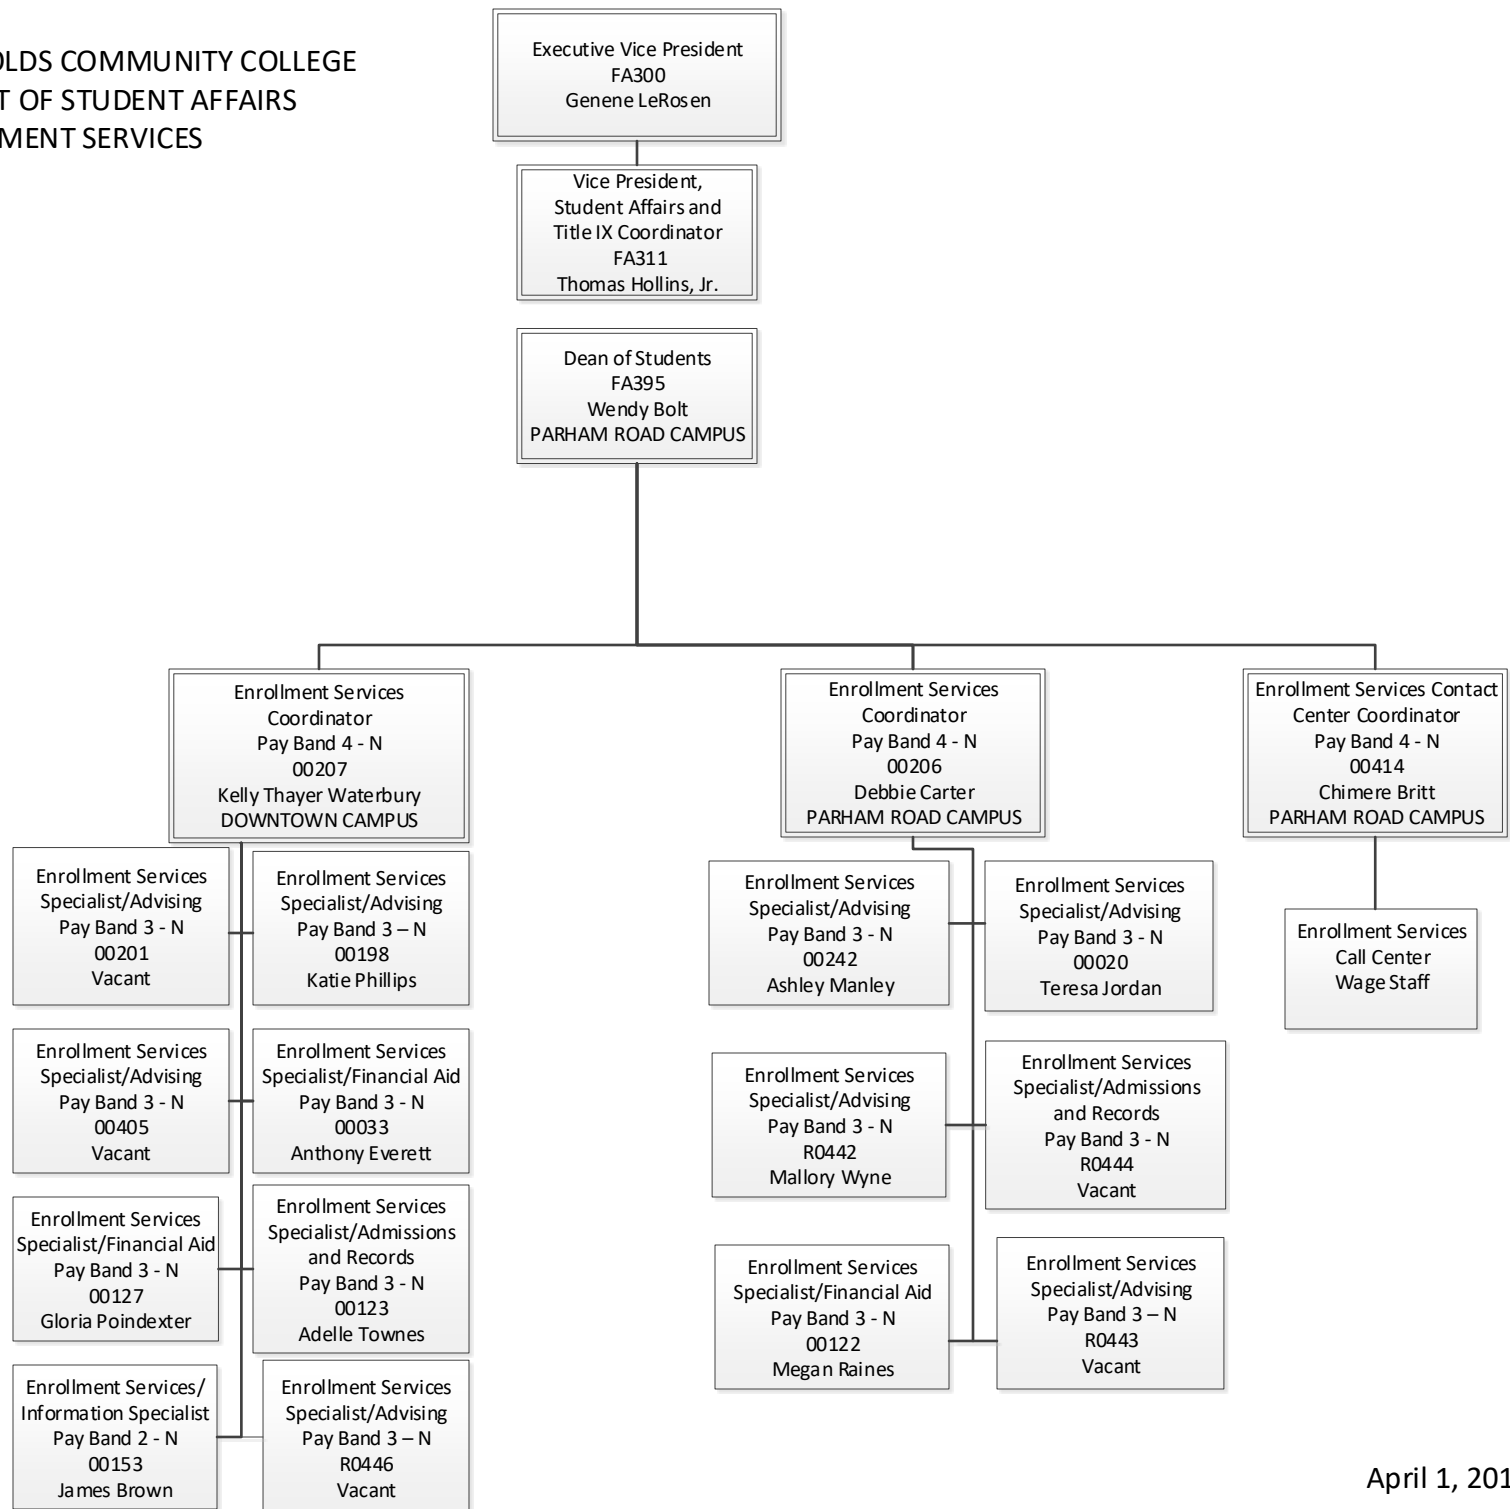 OLDS COMMUNITY COLLEGE
T OF STUDENT AFFAIRS
MENT SERVICES
Executive Vice President
FA300
Genene LeRosen
Vice President,
Student Affairs and
Title IX Coordinator
FA311
Thomas Hollins, Jr.
Dean of Students
FA395
Wendy Bolt
PARHAM ROAD CAMPUS
Enrollment Services
Coordinator
Pay Band 4 - N
00207
Kelly Thayer Waterbury
DOWNTOWN CAMPUS
Enrollment Services
Coordinator
Pay Band 4 - N
00206
Debbie Carter
PARHAM ROAD CAMPUS
Enrollment Services Contact
Center Coordinator
Pay Band 4 - N
00414
Chimere Britt
PARHAM ROAD CAMPUS
Enrollment Services
Specialist/Advising
Pay Band 3 - N
00201
Vacant
Enrollment Services
Specialist/Advising
Pay Band 3 – N
00198
Katie Phillips
Enrollment Services
Specialist/Advising
Pay Band 3 - N
00242
Ashley Manley
Enrollment Services
Specialist/Advising
Pay Band 3 - N
00020
Teresa Jordan
Enrollment Services
Call Center
Wage Staff
Enrollment Services
Specialist/Advising
Pay Band 3 - N
00405
Vacant
Enrollment Services
Specialist/Financial Aid
Pay Band 3 - N
00033
Anthony Everett
Enrollment Services
Specialist/Advising
Pay Band 3 - N
R0442
Mallory Wyne
Enrollment Services
Specialist/Admissions
and Records
Pay Band 3 - N
R0444
Vacant
Enrollment Services
Specialist/Financial Aid
Pay Band 3 - N
00127
Gloria Poindexter
Enrollment Services
Specialist/Admissions
and Records
Pay Band 3 - N
00123
Adelle Townes
Enrollment Services
Specialist/Financial Aid
Pay Band 3 - N
00122
Megan Raines
Enrollment Services
Specialist/Advising
Pay Band 3 – N
R0443
Vacant
Enrollment Services/
Information Specialist
Pay Band 2 - N
00153
James Brown
Enrollment Services
Specialist/Advising
Pay Band 3 – N
R0446
Vacant
April 1, 201